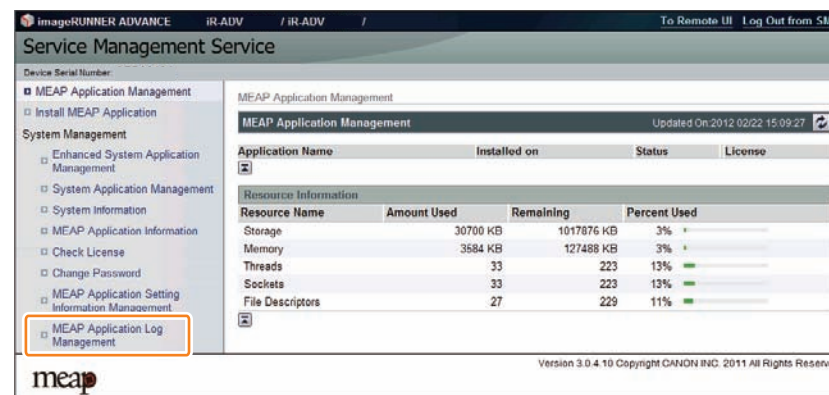 imageRUNNER ADVANCE iR-ADV / iR-ADV / To Remote UI Log Out from SM
Service Management Service
Device Serial Number:
MEAP Application Management
Install MEAP Application
System Management
Enhanced System Application
Management
System Application Management
System Information
MEAP Application Information
Check License
Change Password
MEAP Application Setting
Information Management
MEAP Application Log
Management
MEAP Application Management
MEAP Application Management Updated On:2012 02/22 15:09:27
Application Name Installed on Status License
Resource Information
Resource Name Amount Used Remaining Percent Used
Storage 30700 KB 1017876 KB 3%
Memory 3584 KB 127488 KB 3%
Threads 33 223 13%
Sockets 33 223 13%
File Descriptors 27 229 11%
Version 3.0.4.10 Copyright CANON INC. 2011 All Rights Reserv
meap